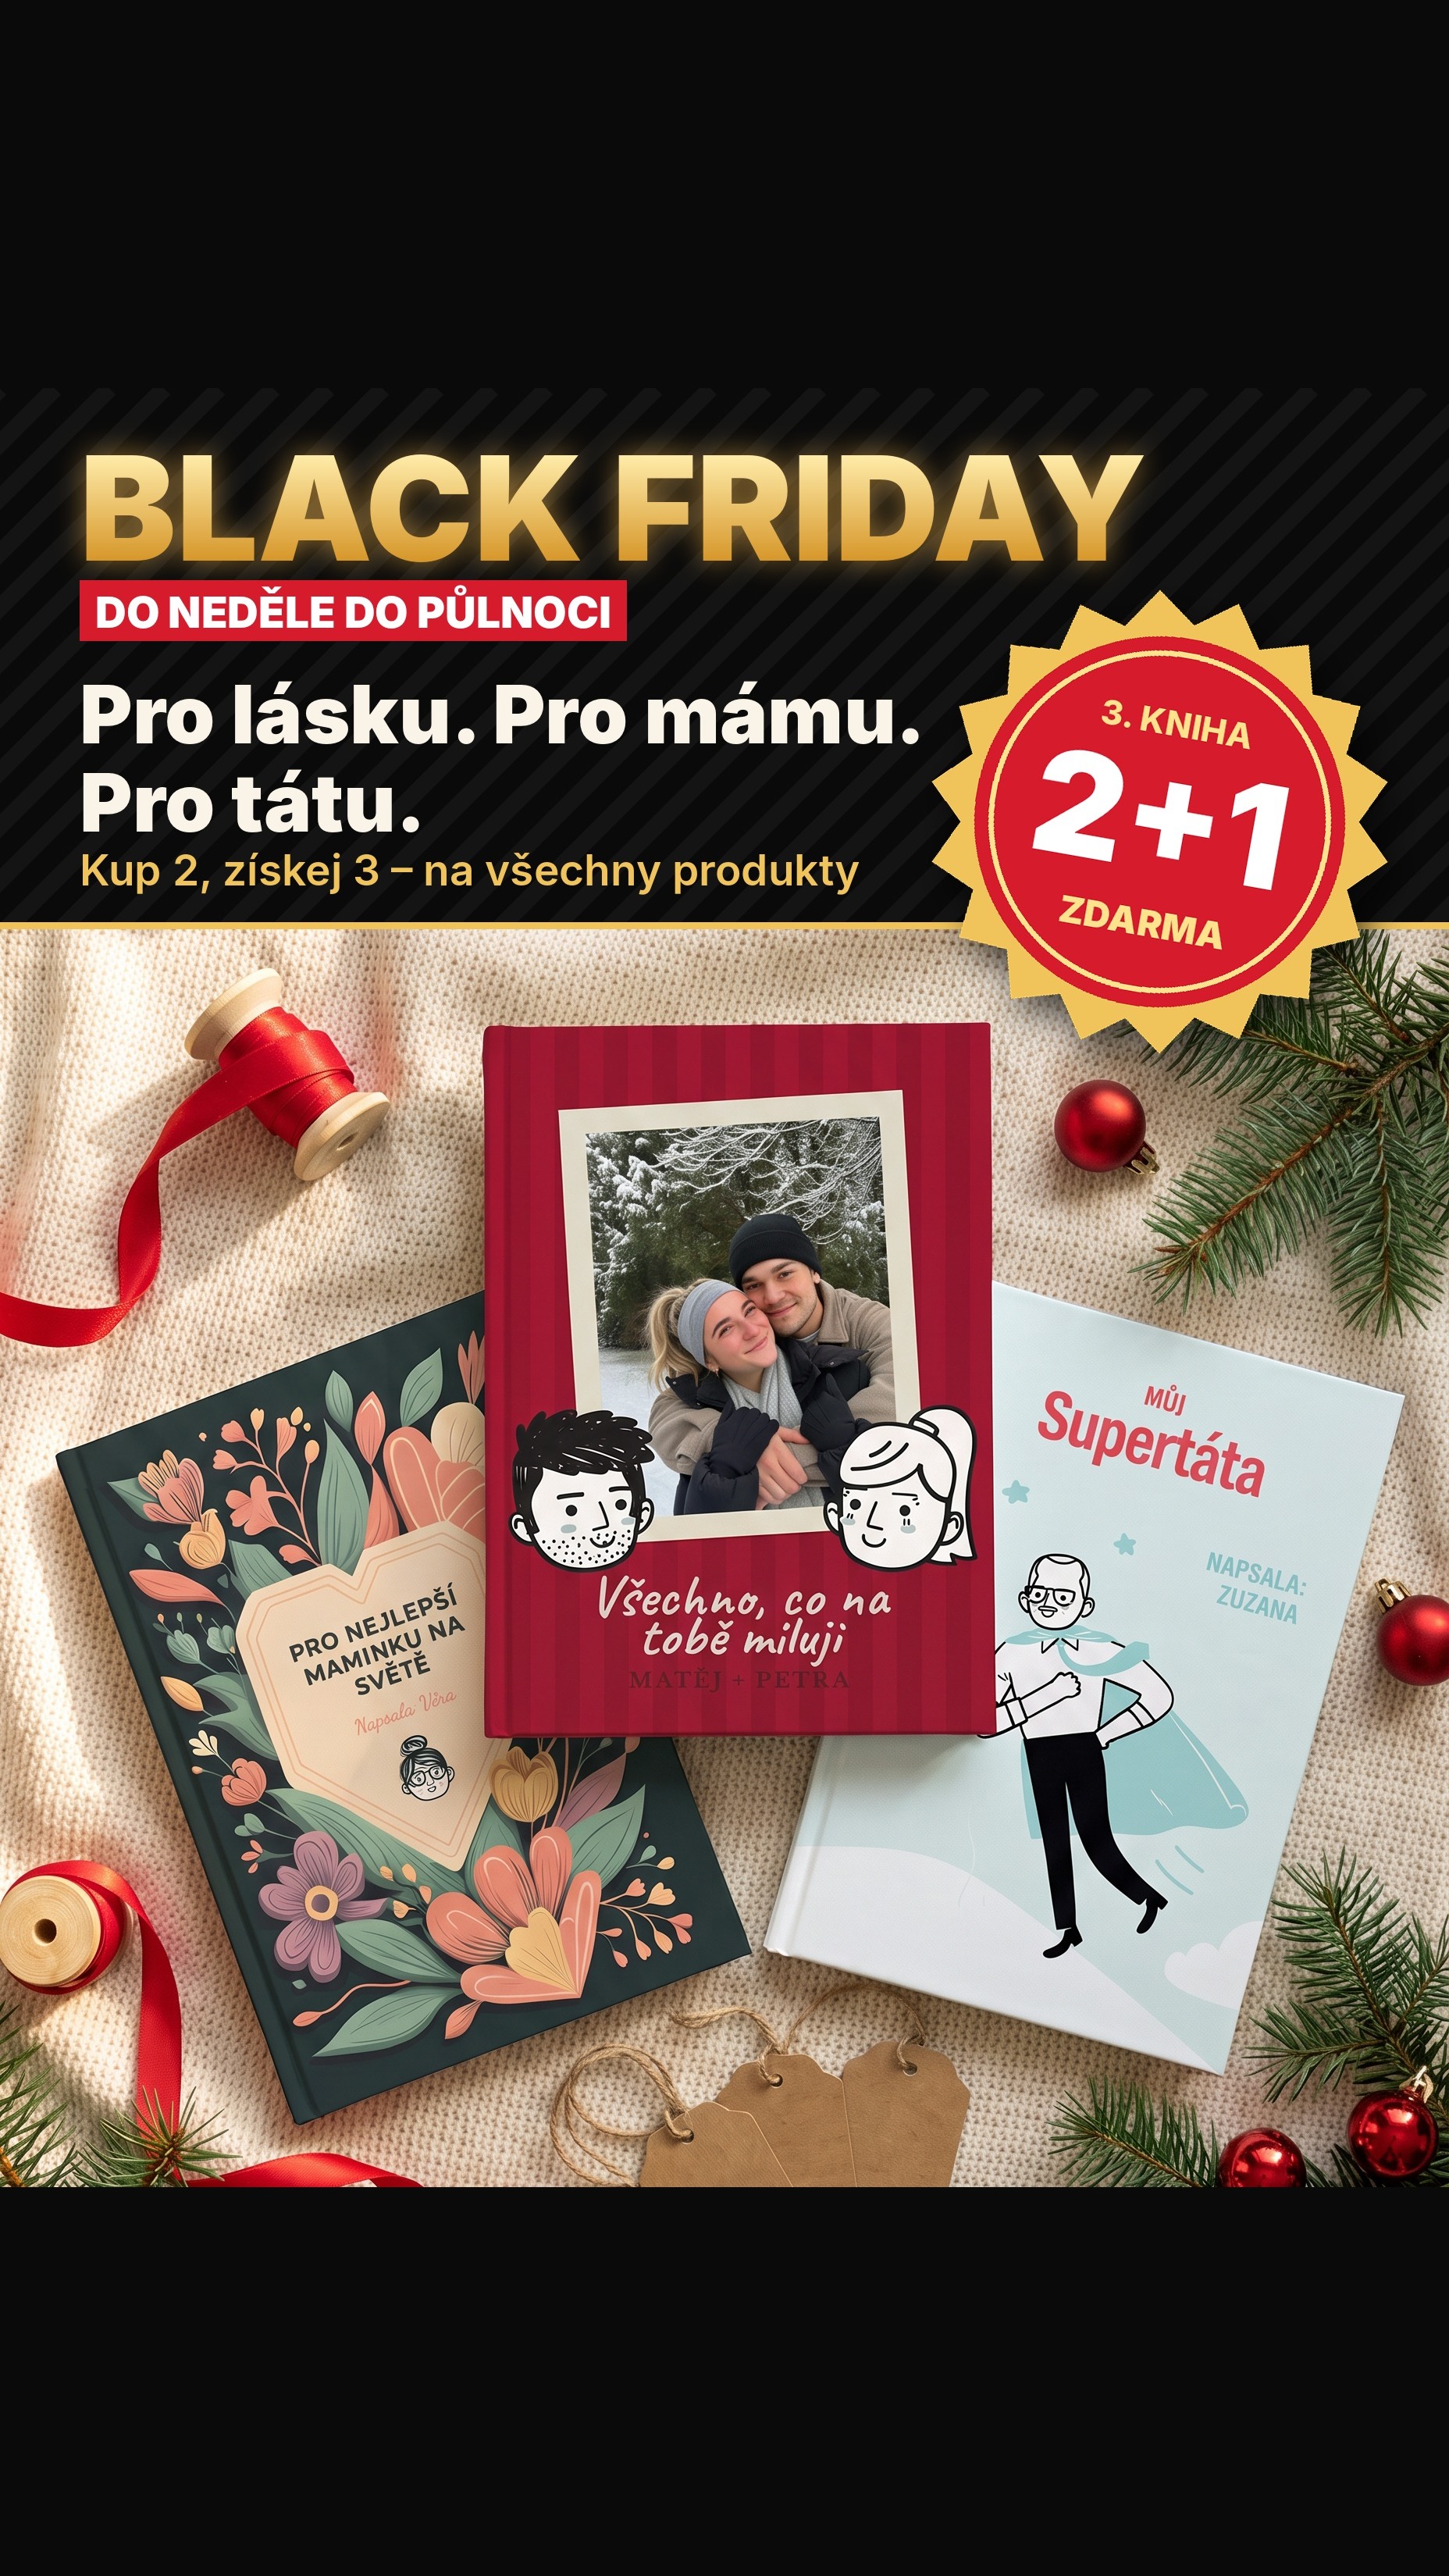 BLACK FRIDAY
DO NEDĚLE DO PŮLNOCI
Pro lásku. Pro mámu.
Pro tátu.
Kup 2, získej 3 – na všechny produkty
3. KNIHA
2+1
ZDARMA
PRO NEJLEPŠÍ
MAMINKU NA
SVĚTĚ
Napsala Věra
Všechno, co na
tobě miluji
MATĚJ + PETRA
MŮJ
Supertáta
NAPSALA:
ZUZANA